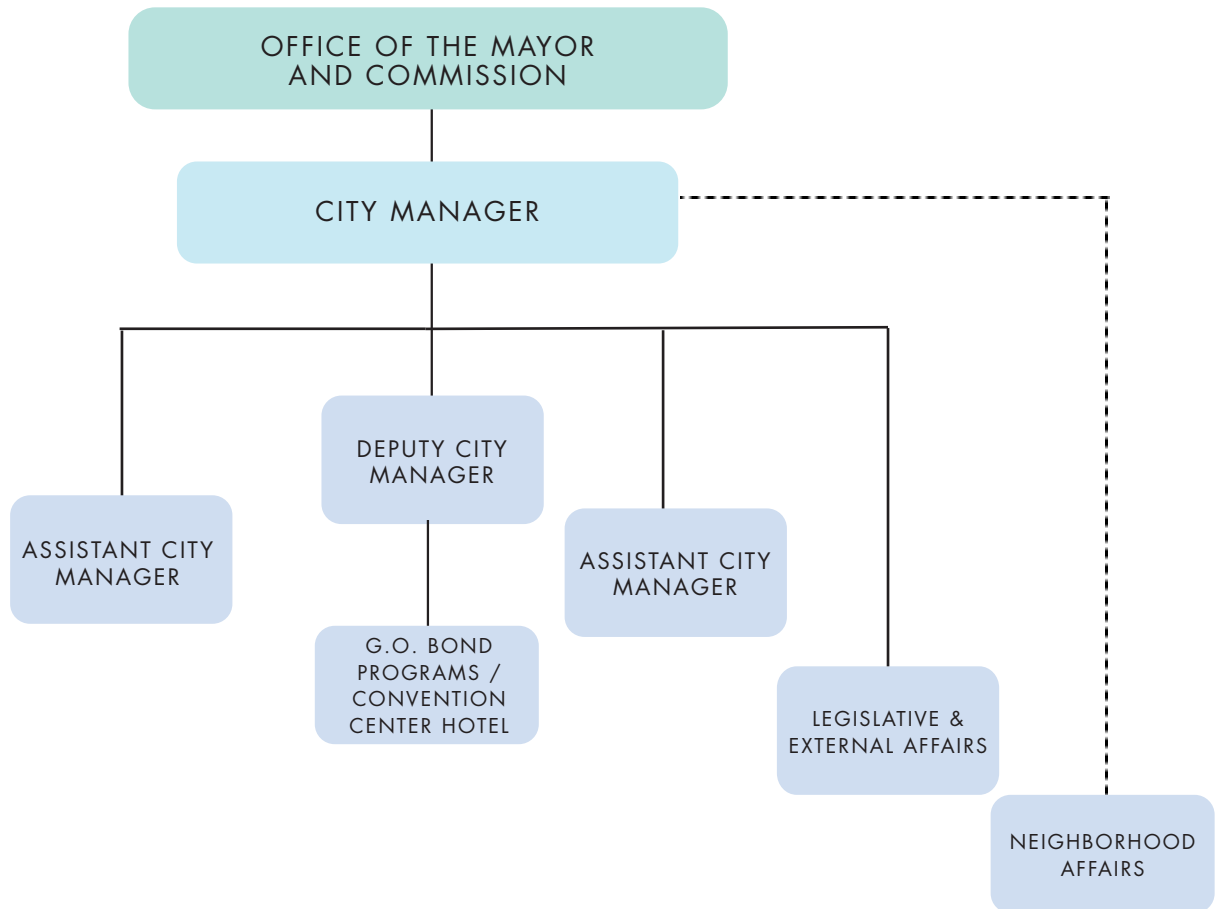 OFFICE OF THE MAYOR
AND COMMISSION
CITY MANAGER
DEPUTY CITY
MANAGER
ASSISTANT CITY
MANAGER
ASSISTANT CITY
MANAGER
G.O. BOND
PROGRAMS /
CONVENTION
CENTER HOTEL
LEGISLATIVE &
EXTERNAL AFFAIRS
NEIGHBORHOOD
AFFAIRS